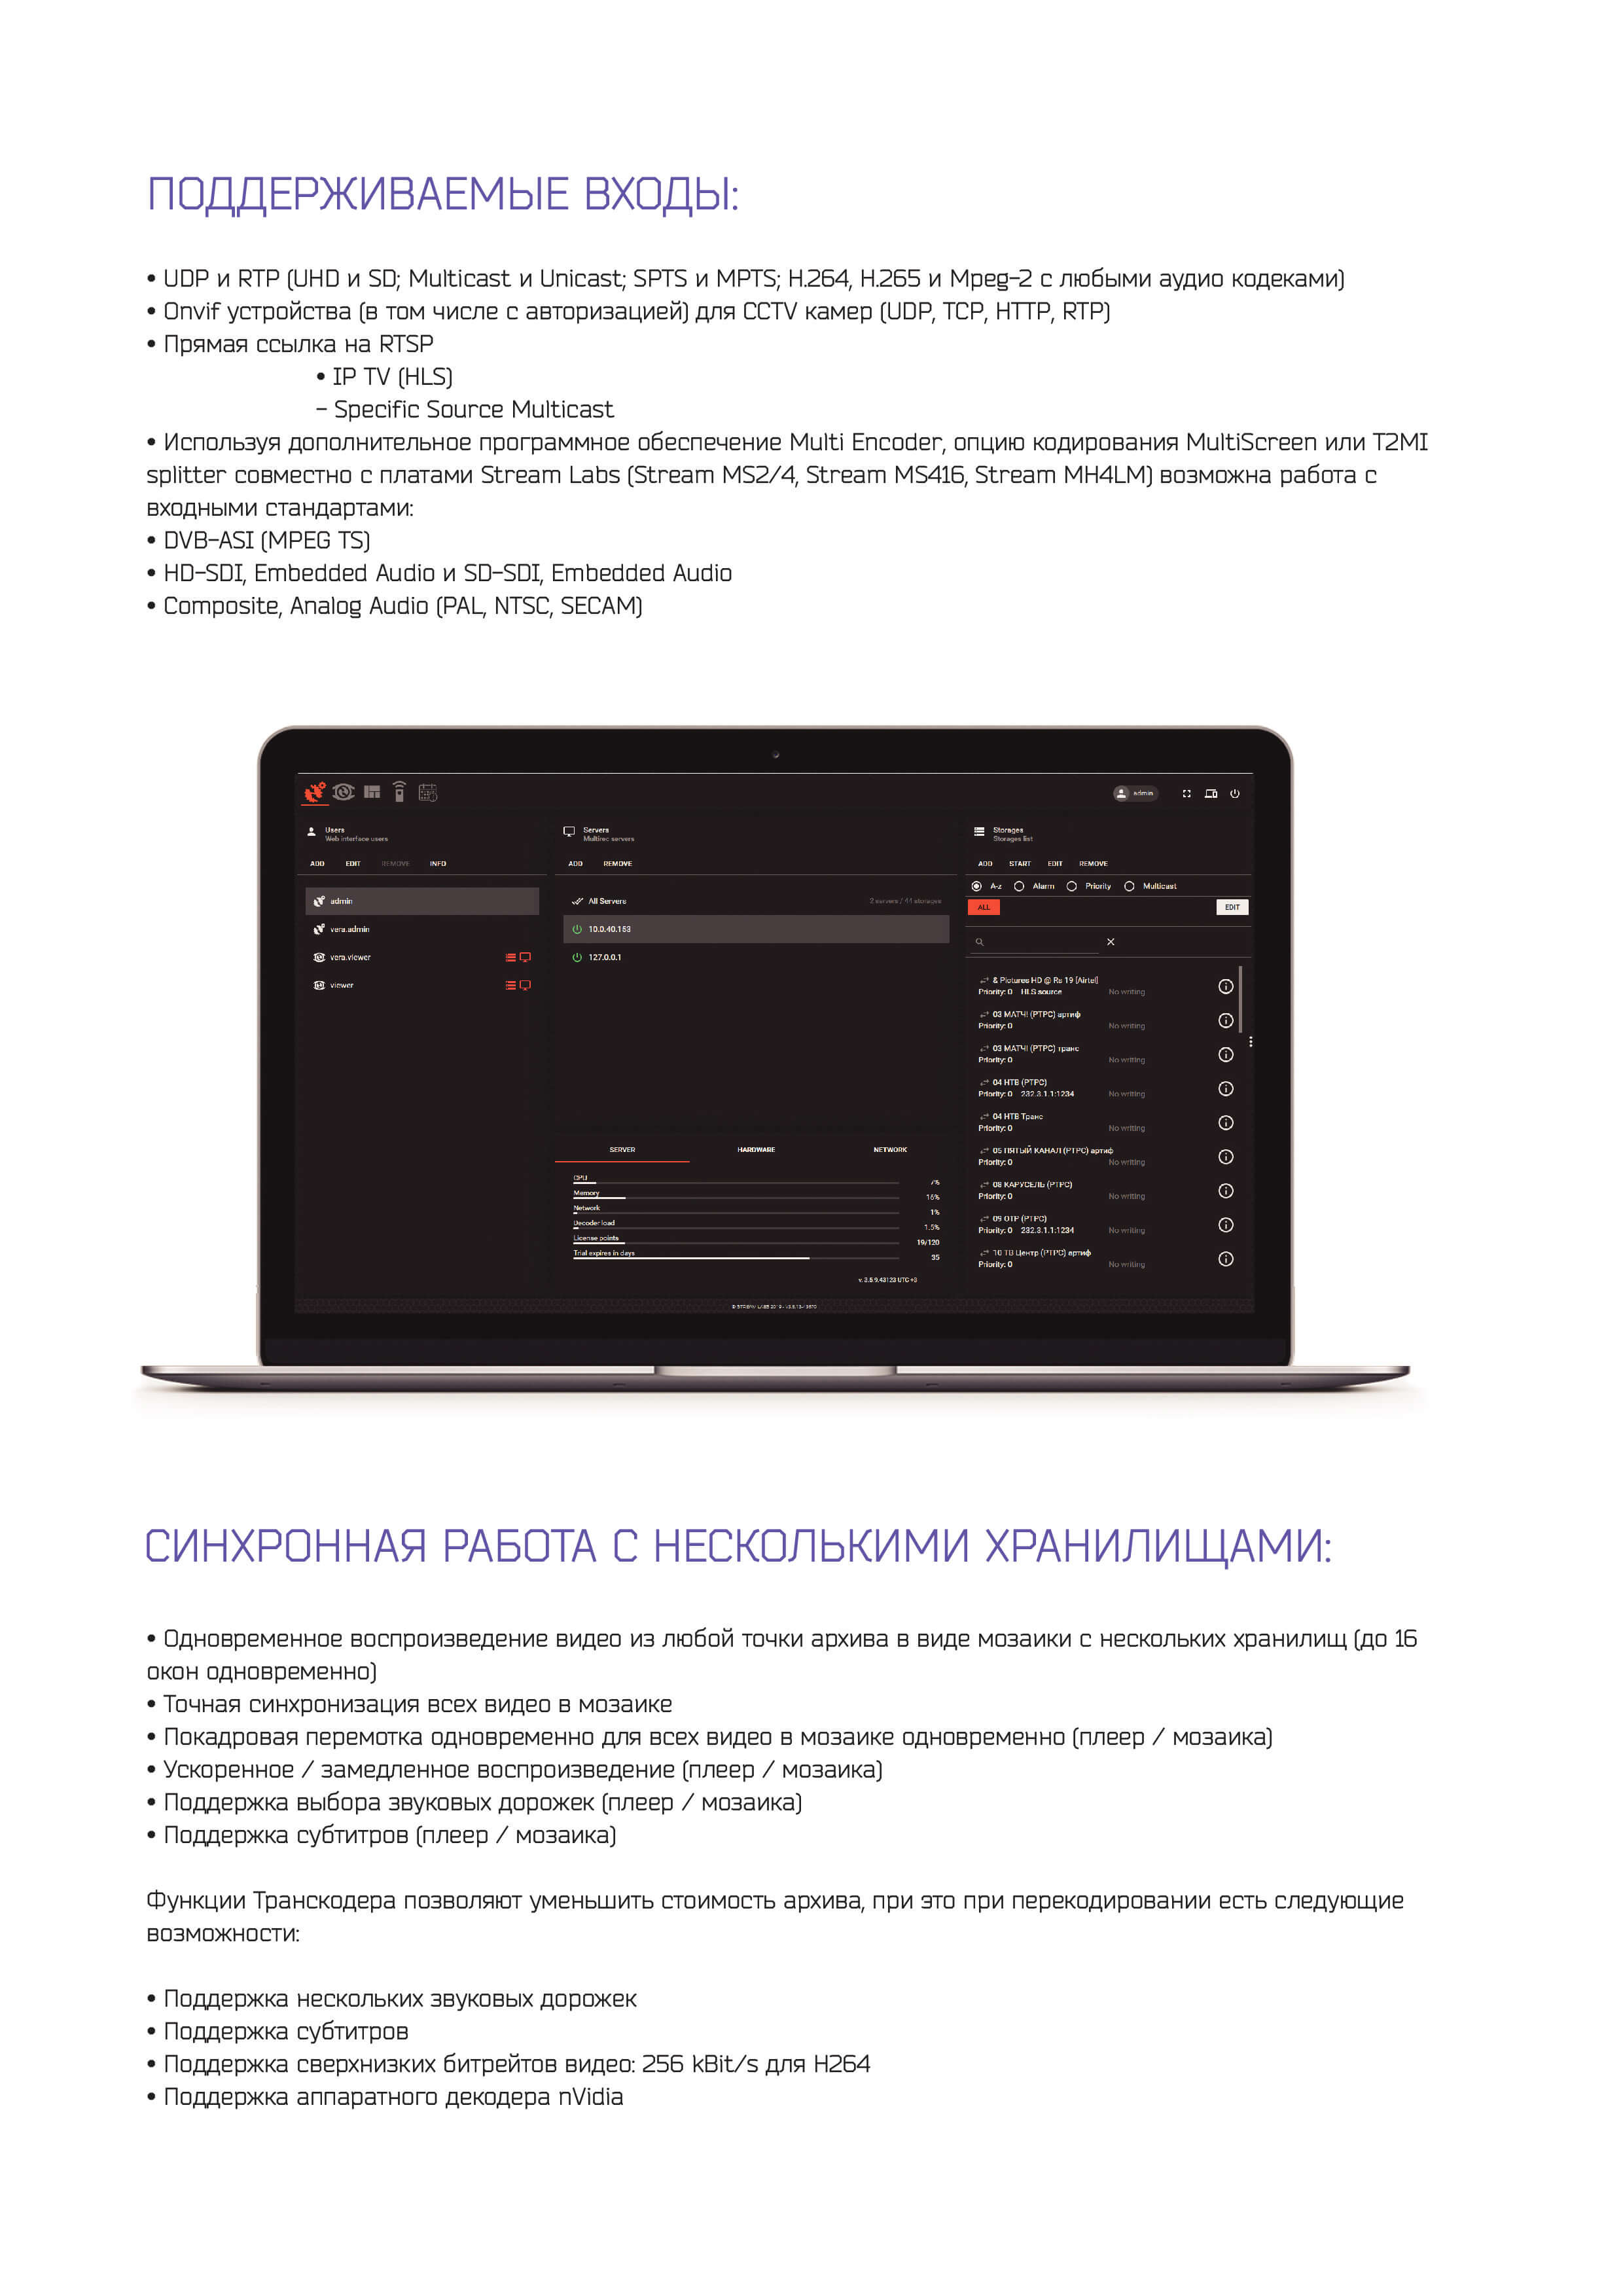 ПОДДЕРЖИВАЕМЫЕ ВХОДЫ:
• UDP и RTP (UHD и SD; Multicast и Unicast; SPTS и MPTS; H.264, H.265 и Mpeg-2 с любыми аудио кодеками)
• Onvif устройства (в том числе с авторизацией) для CCTV камер (UDP, TCP, HTTP, RTP)
• Прямая ссылка на RTSP
• IP TV (HLS)
- Specific Source Multicast
• Используя дополнительное программное обеспечение Multi Encoder, опцию кодирования MultiScreen или T2MI
splitter совместно с платами Stream Labs (Stream MS2/4, Stream MS416, Stream MH4LM) возможна работа с
входными стандартами:
• DVB-ASI (MPEG TS)
• HD-SDI, Embedded Audio и SD-SDI, Embedded Audio
• Composite, Analog Audio (PAL, NTSC, SECAM)
admin
Users
Web interface users
ADD EDIT REMOVE INFO
admin
vera.admin
vera.viewer
viewer
Servers
Multirec servers
ADD REMOVE
All Servers 2 servers / 44 storages
10.0.40.153
127.0.0.1
SERVER HARDWARE NETWORK
CPU 7%
Memory 16%
Network 1%
Decoder load 1.5%
License points 19/120
Trial expires in days 35
v. 3.8.9.43123 UTC +3
Storages
Storages list
ADD START EDIT REMOVE
A-z Alarm Priority Multicast
ALL EDIT
& Pictures HD @ Rs 19 [Airtel]
Priority: 0 HLS source No writing
03 МАТЧ! (РТРС) артиф
Priority: 0 No writing
03 МАТЧ! (РТРС) транс
Priority: 0 No writing
04 НТВ (РТРС)
Priority: 0 232.3.1.1:1234 No writing
04 НТВ Транс
Priority: 0 No writing
05 ПЯТЫЙ КАНАЛ (РТРС) артиф
Priority: 0 No writing
08 КАРУСЕЛЬ (РТРС)
Priority: 0 No writing
09 ОТР (РТРС)
Priority: 0 232.3.1.1:1234 No writing
10 ТВ Центр (РТРС) артиф
Priority: 0 No writing
СИНХРОННАЯ РАБОТА С НЕСКОЛЬКИМИ ХРАНИЛИЩАМИ:
• Одновременное воспроизведение видео из любой точки архива в виде мозаики с нескольких хранилищ (до 16
окон одновременно)
• Точная синхронизация всех видео в мозаике
• Покадровая перемотка одновременно для всех видео в мозаике одновременно (плеер / мозаика)
• Ускоренное / замедленное воспроизведение (плеер / мозаика)
• Поддержка выбора звуковых дорожек (плеер / мозаика)
• Поддержка субтитров (плеер / мозаика)
Функции Транскодера позволяют уменьшить стоимость архива, при это при перекодировании есть следующие
возможности:
• Поддержка нескольких звуковых дорожек
• Поддержка субтитров
• Поддержка сверхнизких битрейтов видео: 256 kBit/s для H264
• Поддержка аппаратного декодера nVidia